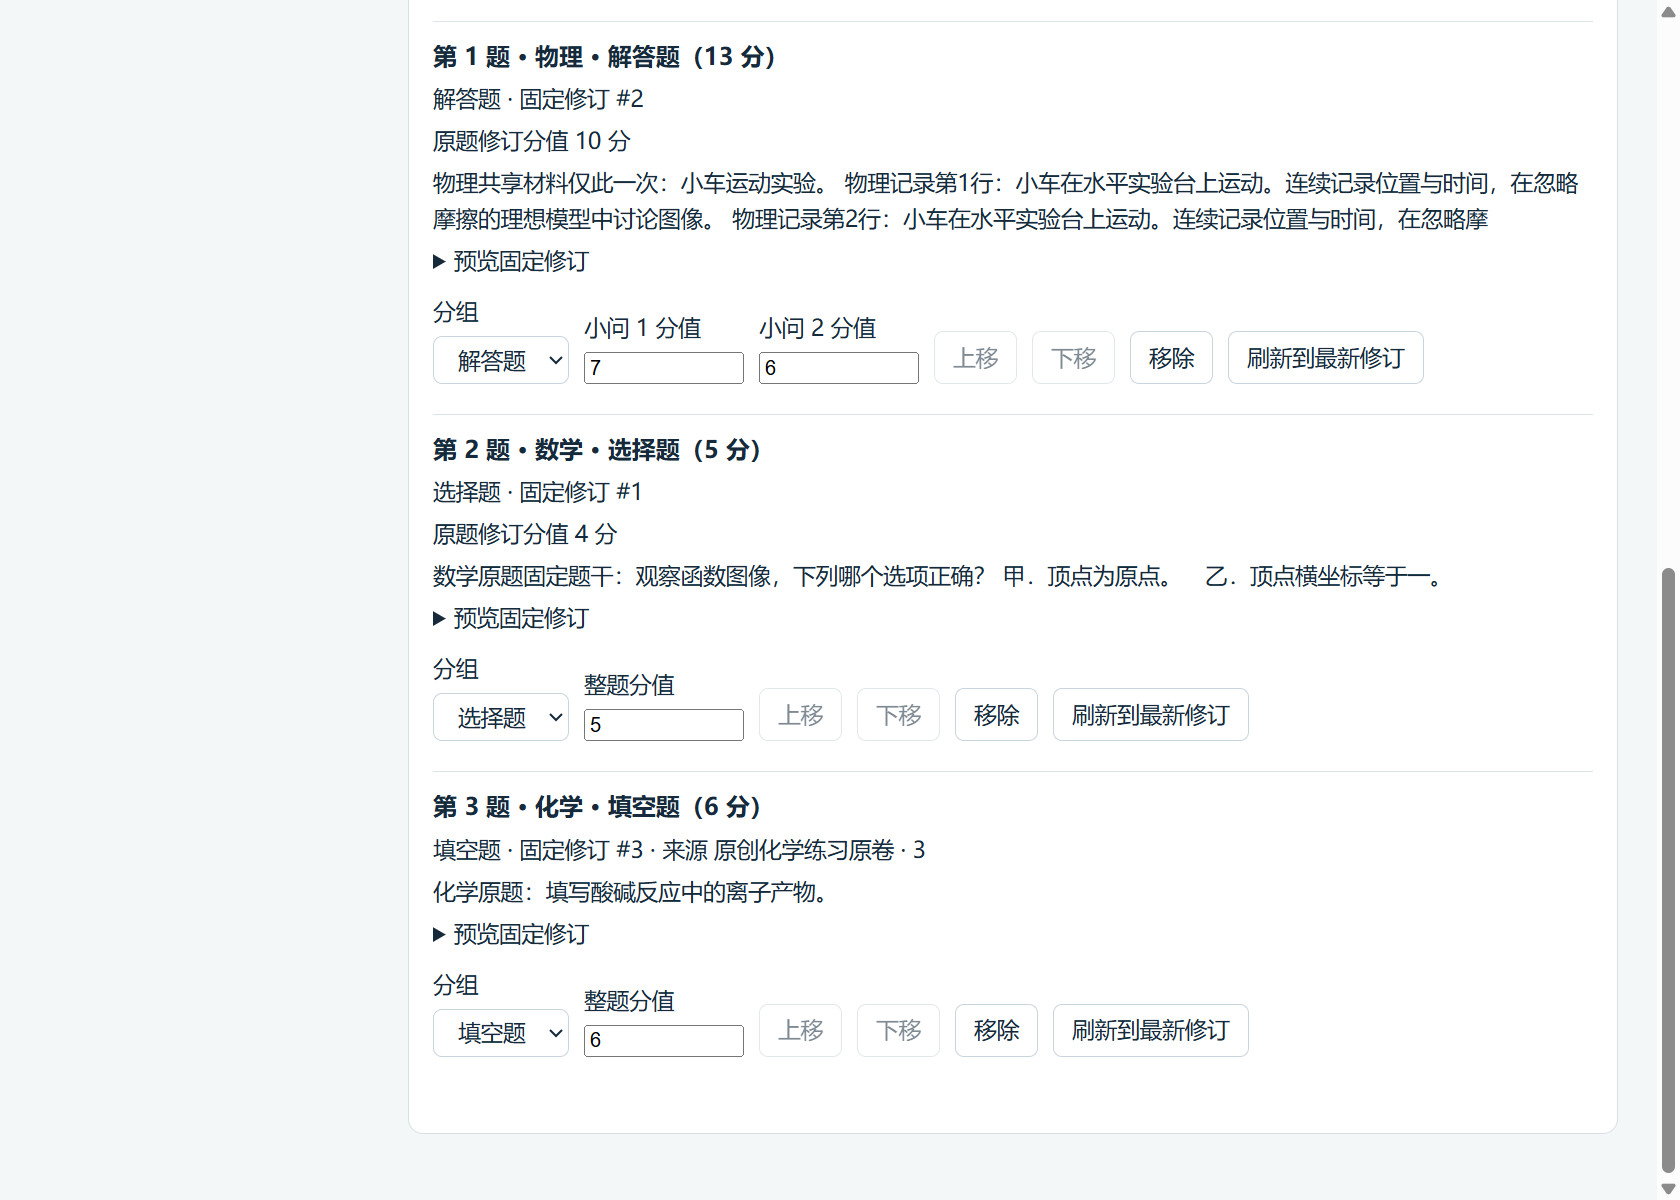 第 1 题 · 物理 · 解答题（13 分）
解答题 · 固定修订 #2
原题修订分值 10 分
物理共享材料仅此一次：小车运动实验。 物理记录第1行：小车在水平实验台上运动。连续记录位置与时间，在忽略
摩擦的理想模型中讨论图像。 物理记录第2行：小车在水平实验台上运动。连续记录位置与时间，在忽略摩
▶ 预览固定修订
分组
小问 1 分值
小问 2 分值
解答题
7
6
上移
下移
移除
刷新到最新修订
第 2 题 · 数学 · 选择题（5 分）
选择题 · 固定修订 #1
原题修订分值 4 分
数学原题固定题干：观察函数图像，下列哪个选项正确？ 甲．顶点为原点。 乙．顶点横坐标等于一。
▶ 预览固定修订
分组
整题分值
选择题
5
上移
下移
移除
刷新到最新修订
第 3 题 · 化学 · 填空题（6 分）
填空题 · 固定修订 #3 · 来源 原创化学练习原卷 · 3
化学原题：填写酸碱反应中的离子产物。
▶ 预览固定修订
分组
整题分值
填空题
6
上移
下移
移除
刷新到最新修订